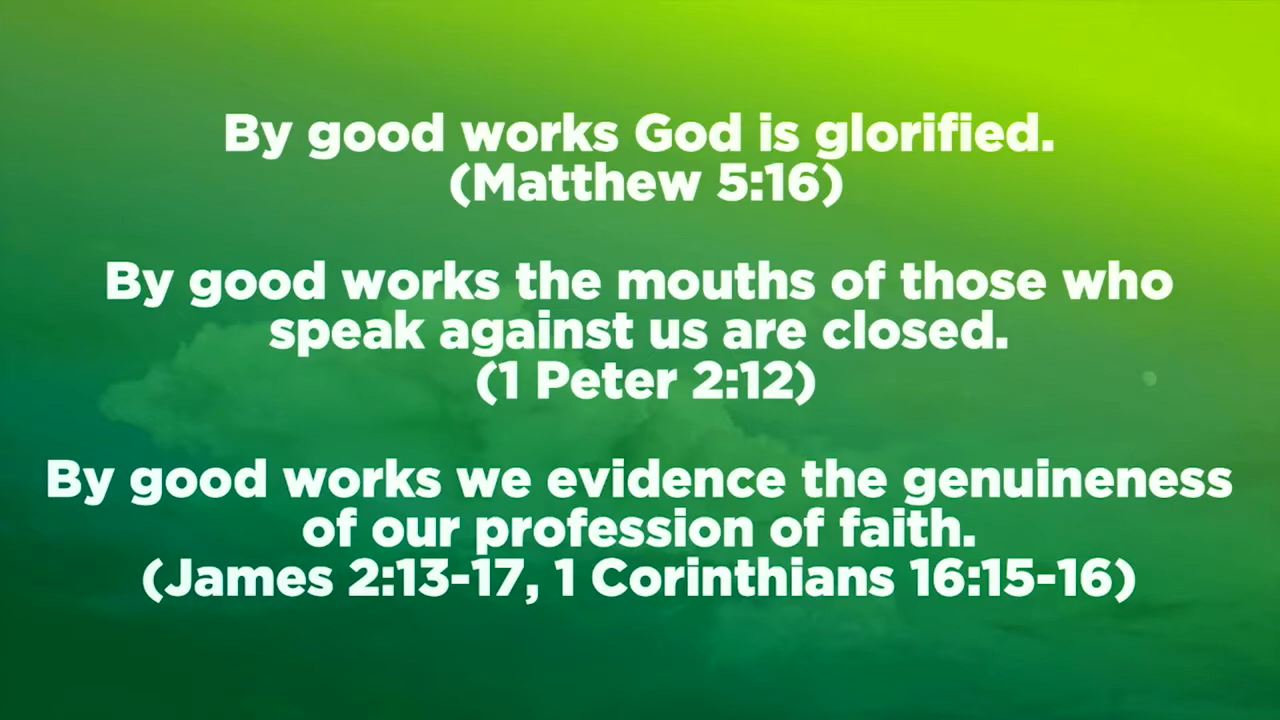 By good works God is glorified.
(Matthew 5:16)
By good works the mouths of those who
speak against us are closed.
(1 Peter 2:12)
By good works we evidence the genuineness
of our profession of faith.
(James 2:13-17, 1 Corinthians 16:15-16)